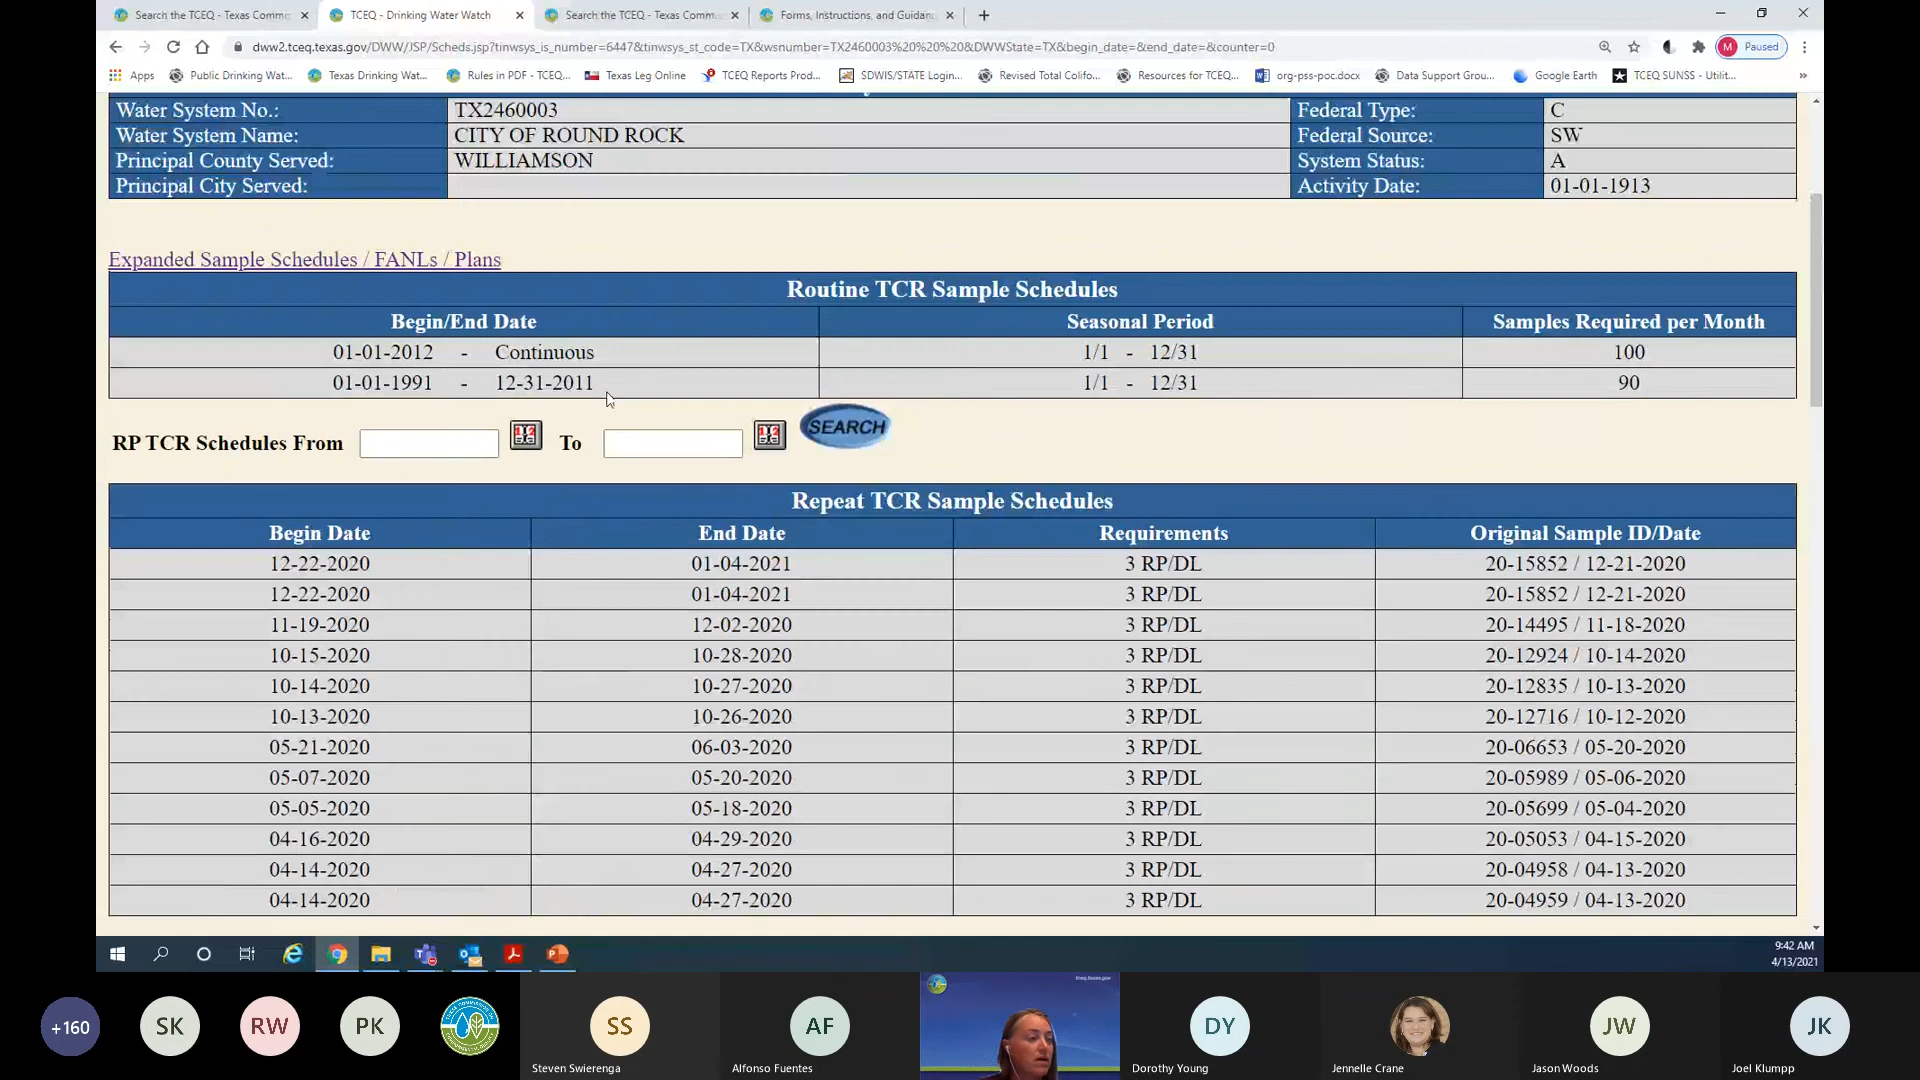 Search the TCEQ - Texas Commi
TCEQ - Drinking Water Watch
Search the TCEQ - Texas Commi
Forms, Instructions, and Guidanc
dww2.tceq.texas.gov/DWW/JSP/Scheds.jsp?tinwsys_is_number=6447&tinwsys_st_code=TX&wsnumber=TX2460003%20%20%20&DWWState=TX&begin_date=&end_date=&counter=0
M Paused
Apps Public Drinking Wat... Texas Drinking Wat... Rules in PDF - TCEQ... Texas Leg Online TCEQ Reports Prod... SDWIS/STATE Login... Revised Total Colifo... Resources for TCEQ... org-pss-poc.docx Data Support Grou... Google Earth TCEQ SUNSS - Utilit... »
Water System No.: TX2460003 Federal Type: C
Water System Name: CITY OF ROUND ROCK Federal Source: SW
Principal County Served: WILLIAMSON System Status: A
Principal City Served: Activity Date: 01-01-1913
Expanded Sample Schedules / FANLs / Plans
Routine TCR Sample Schedules
Begin/End Date Seasonal Period Samples Required per Month
01-01-2012 - Continuous 1/1 - 12/31 100
01-01-1991 - 12-31-2011 1/1 - 12/31 90
RP TCR Schedules From To SEARCH
Repeat TCR Sample Schedules
Begin Date End Date Requirements Original Sample ID/Date
12-22-2020 01-04-2021 3 RP/DL 20-15852 / 12-21-2020
12-22-2020 01-04-2021 3 RP/DL 20-15852 / 12-21-2020
11-19-2020 12-02-2020 3 RP/DL 20-14495 / 11-18-2020
10-15-2020 10-28-2020 3 RP/DL 20-12924 / 10-14-2020
10-14-2020 10-27-2020 3 RP/DL 20-12835 / 10-13-2020
10-13-2020 10-26-2020 3 RP/DL 20-12716 / 10-12-2020
05-21-2020 06-03-2020 3 RP/DL 20-06653 / 05-20-2020
05-07-2020 05-20-2020 3 RP/DL 20-05989 / 05-06-2020
05-05-2020 05-18-2020 3 RP/DL 20-05699 / 05-04-2020
04-16-2020 04-29-2020 3 RP/DL 20-05053 / 04-15-2020
04-14-2020 04-27-2020 3 RP/DL 20-04958 / 04-13-2020
04-14-2020 04-27-2020 3 RP/DL 20-04959 / 04-13-2020
9:42 AM
4/13/2021
+160 SK RW PK SS AF DY JW JK
tceq.texas.gov
Steven Swierenga Alfonso Fuentes Dorothy Young Jennelle Crane Jason Woods Joel Klumpp